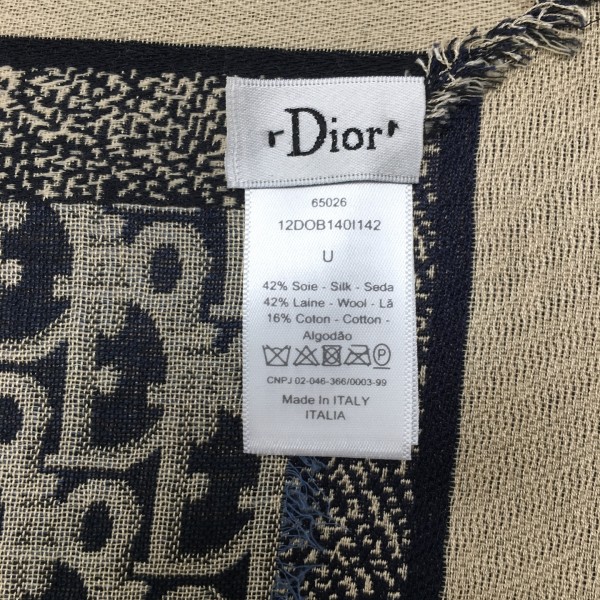 Dior
65026
12DOB140I142
U
42% Soie - Silk - Seda
42% Laine - Wool - Lã
16% Coton - Cotton -
Algodão
P
CNPJ 02-046-366/0003-99
Made In ITALY
ITALIA